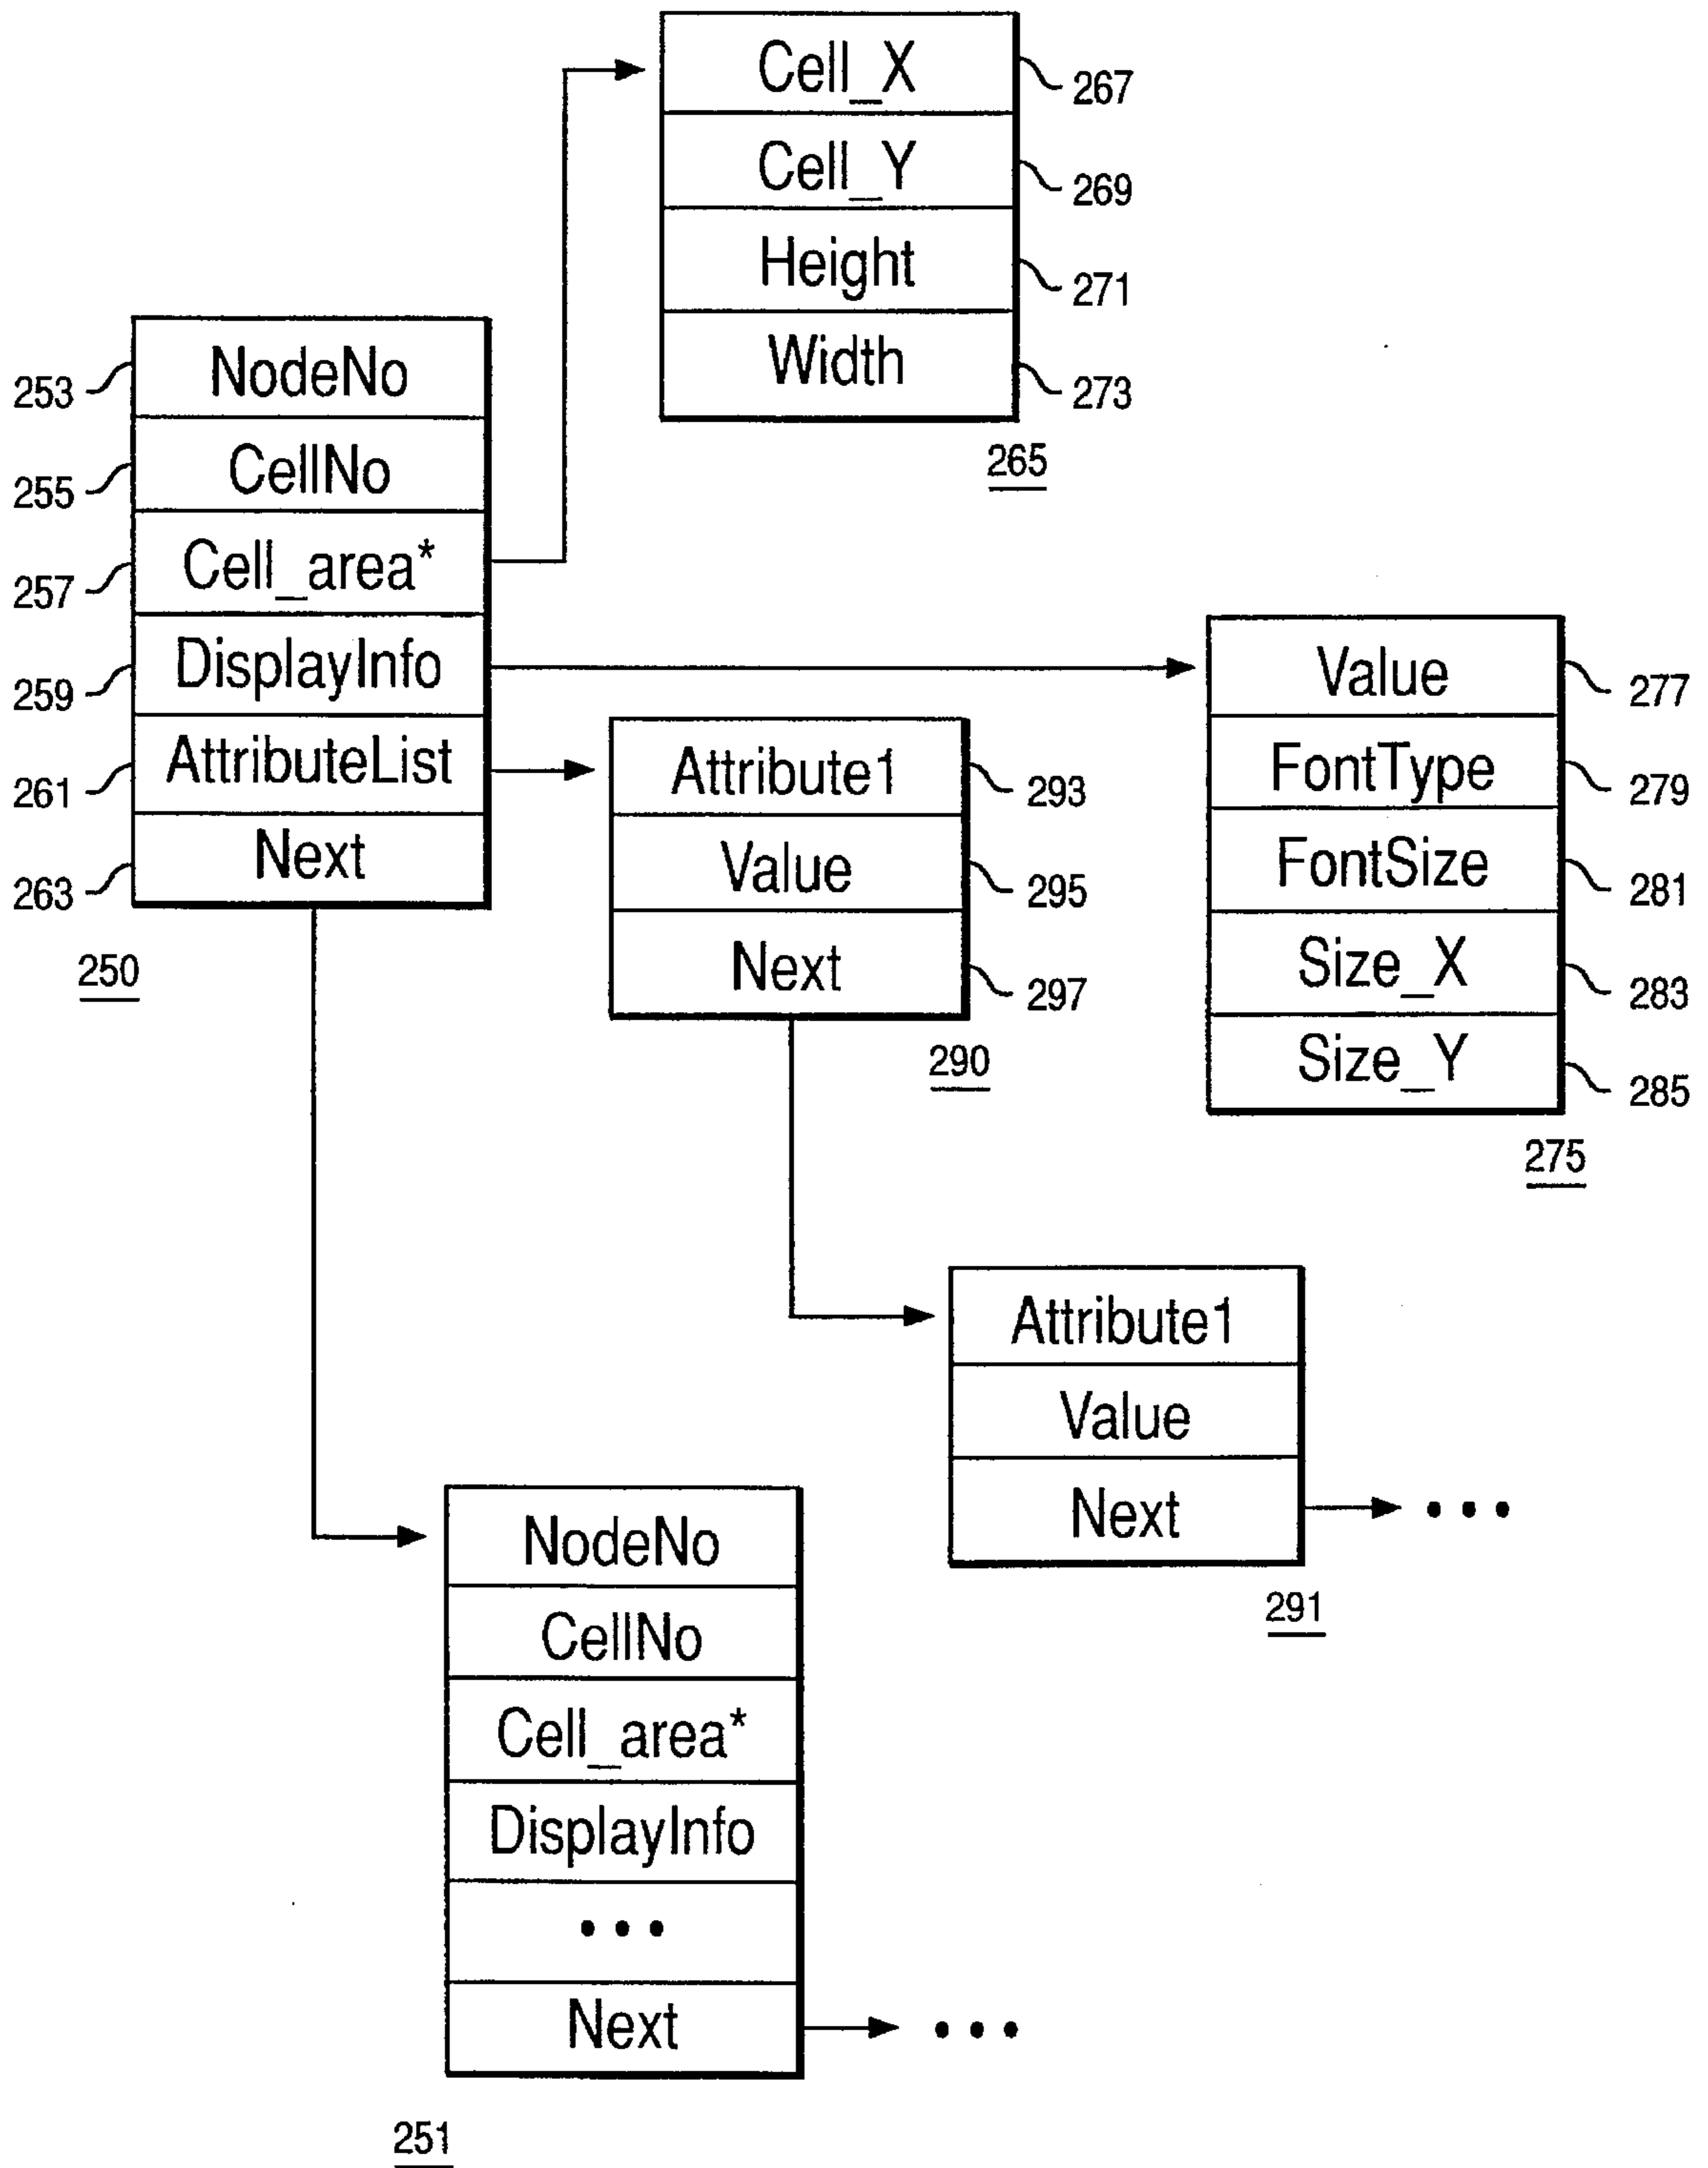 Cell_X
267
Cell_Y
269
Height
271
Width
273
265
NodeNo
253
CellNo
255
Cell_area*
257
DisplayInfo
259
AttributeList
261
Next
263
250
Value
277
FontType
279
FontSize
281
Size_X
283
Size_Y
285
275
Attribute1
293
Value
295
Next
297
290
Attribute1
Value
Next
• • •
291
NodeNo
CellNo
Cell_area*
DisplayInfo
• • •
Next
• • •
251